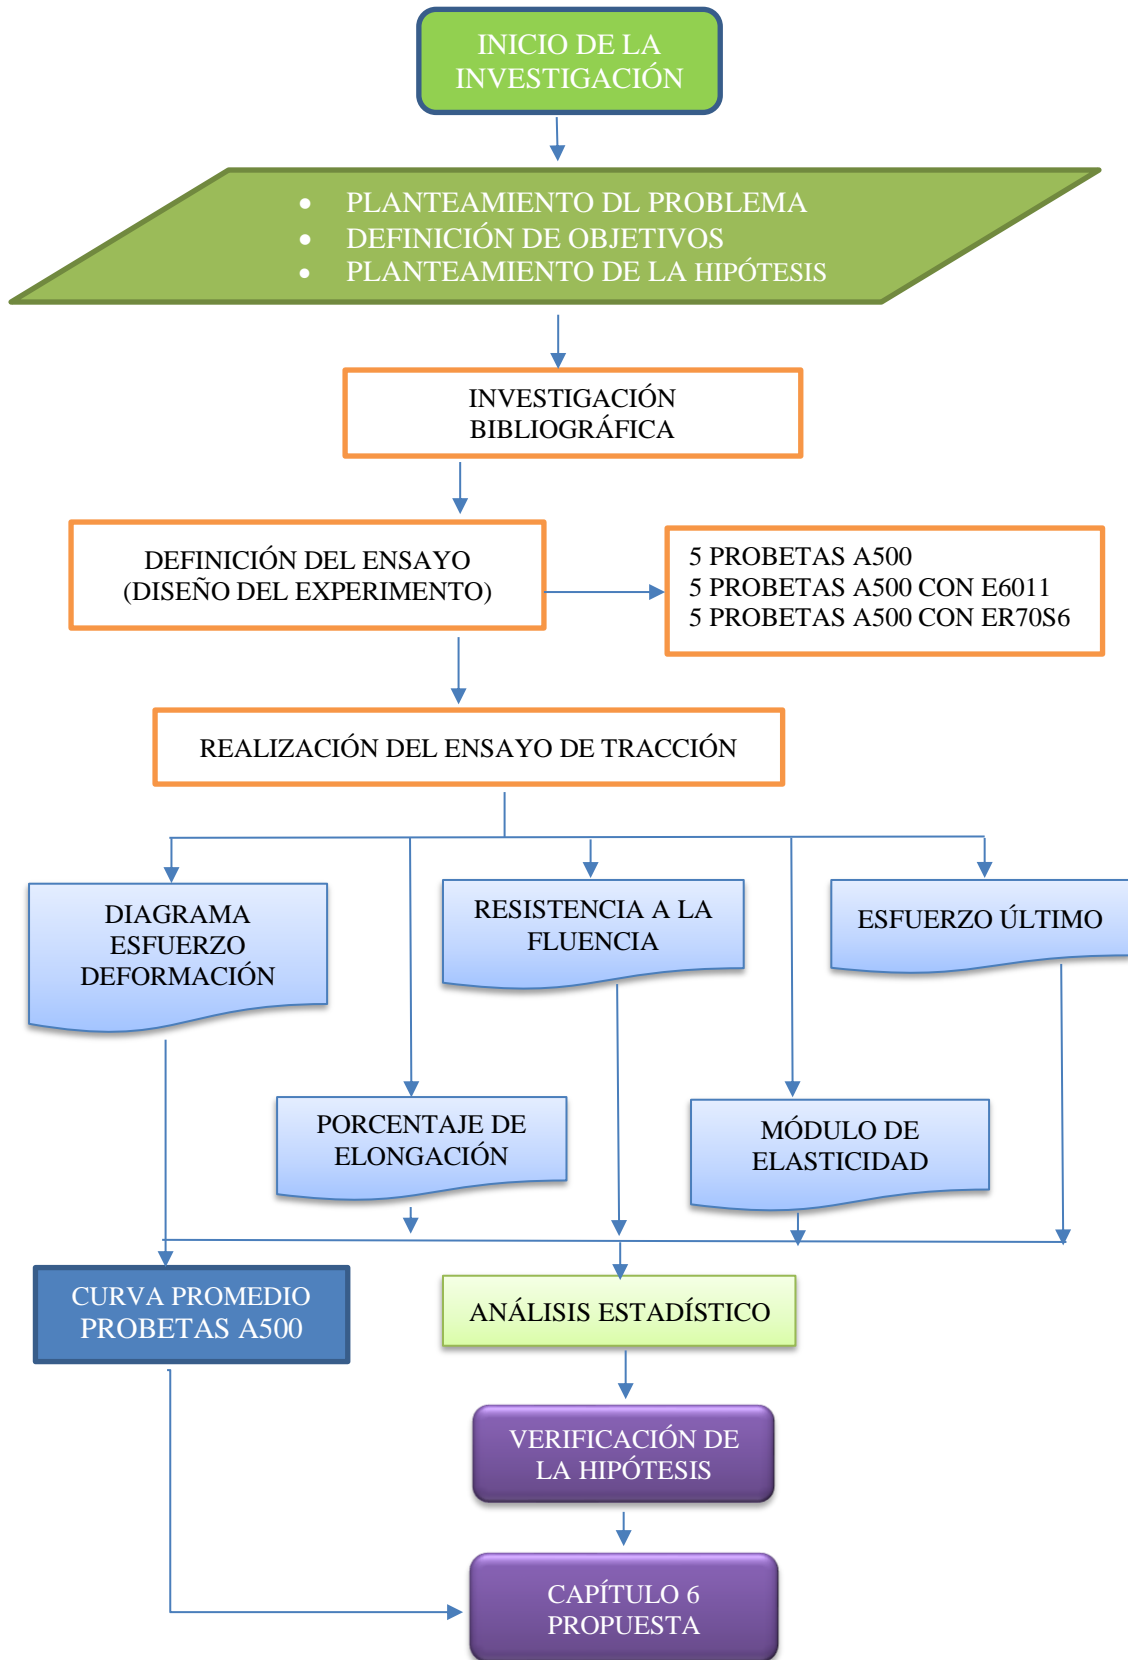 INICIO DE LA
INVESTIGACIÓN
• PLANTEAMIENTO DL PROBLEMA
• DEFINICIÓN DE OBJETIVOS
• PLANTEAMIENTO DE LA HIPÓTESIS
INVESTIGACIÓN
BIBLIOGRÁFICA
DEFINICIÓN DEL ENSAYO
(DISEÑO DEL EXPERIMENTO)
5 PROBETAS A500
5 PROBETAS A500 CON E6011
5 PROBETAS A500 CON ER70S6
REALIZACIÓN DEL ENSAYO DE TRACCIÓN
DIAGRAMA
ESFUERZO
DEFORMACIÓN
RESISTENCIA A LA
FLUENCIA
ESFUERZO ÚLTIMO
PORCENTAJE DE
ELONGACIÓN
MÓDULO DE
ELASTICIDAD
CURVA PROMEDIO
PROBETAS A500
ANÁLISIS ESTADÍSTICO
VERIFICACIÓN DE
LA HIPÓTESIS
CAPÍTULO 6
PROPUESTA